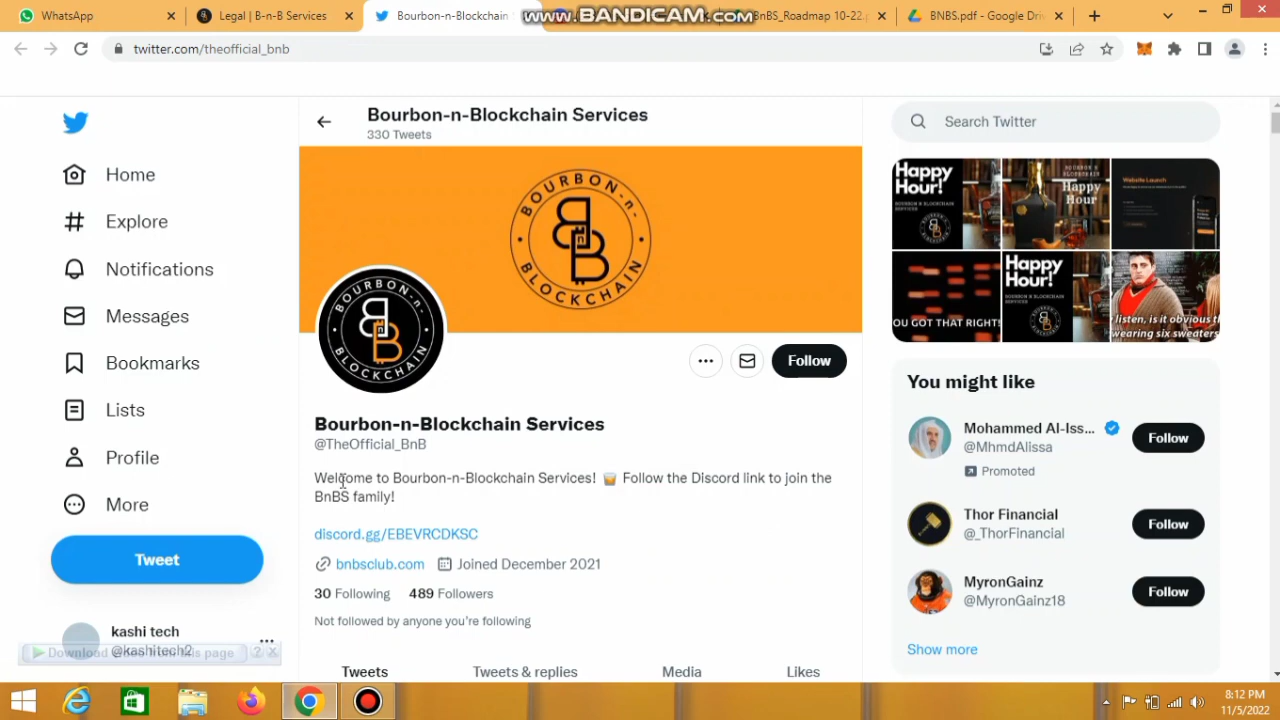 WhatsApp
Legal | B-n-B Services
Bourbon-n-Blockchain
www.BANDICAM.com
BnBS_Roadmap 10-22.p
BNBS.pdf - Google Dri
twitter.com/theofficial_bnb
Bourbon-n-Blockchain Services
330 Tweets
Search Twitter
Home
Explore
Notifications
Messages
Bookmarks
Lists
Profile
More
Tweet
kashi tech
@kashitech2
BOURBON -n-
BLOCKCHAIN
BOURBON -n-
BLOCKCHAIN
Follow
Bourbon-n-Blockchain Services
@TheOfficial_BnB
Welcome to Bourbon-n-Blockchain Services! Follow the Discord link to join the
BnBS family!
discord.gg/EBEVRCDKSC
bnbsclub.com Joined December 2021
30 Following 489 Followers
Not followed by anyone you're following
Tweets Tweets & replies Media Likes
Happy
Hour!
Happy
Hour
Website Launch
OU GOT THAT RIGHT!
Happy
Hour!
listen, is it obvious th
wearing six sweaters
You might like
Mohammed Al-Iss...
@MhmdAlissa
Promoted
Follow
Thor Financial
@_ThorFinancial
Follow
MyronGainz
@MyronGainz18
Follow
Show more
8:12 PM
11/5/2022